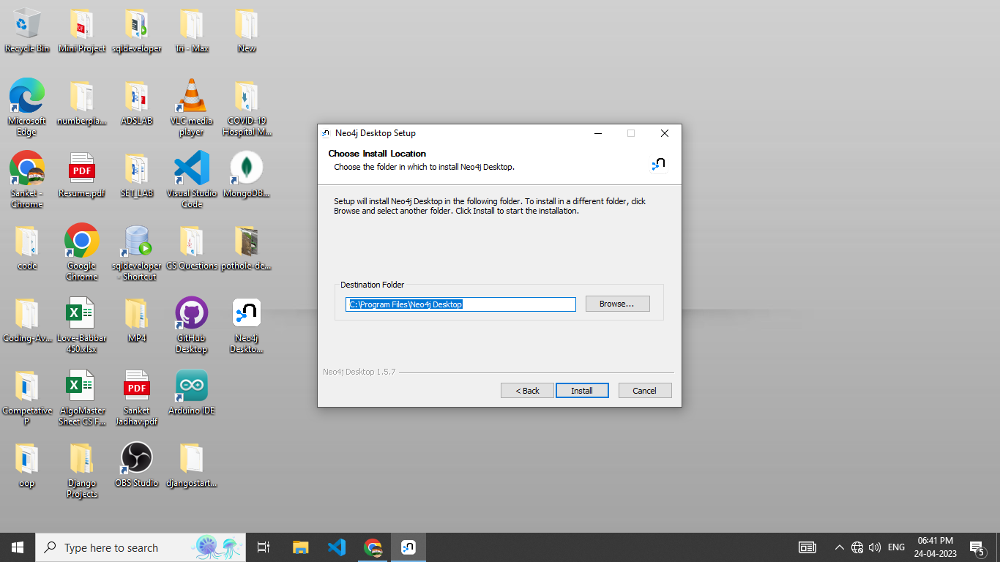 Recycle Bin
Mini Project
sqldeveloper
Tri - Max
New
Microsoft
Edge
numberpla...
ADSLAB
VLC media
player
COVID-19
Hospital M...
Sanket -
Chrome
Resume.pdf
SET_LAB
Visual Studio
Code
MongoDB...
code
Google
Chrome
sqldeveloper
- Shortcut
CS Questions
pothole-de...
Coding-Av...
Love-Babbar
450.xlsx
MP4
GitHub
Desktop
Neo4j
Deskto...
Competative
P
AlgoMaster
Sheet CS F...
Sanket
Jadhav.pdf
Arduino IDE
oop
Django
Projects
OBS Studio
djangostart...
PDF
PDF
PDF
Neo4j Desktop Setup
Choose Install Location
Choose the folder in which to install Neo4j Desktop.
Setup will install Neo4j Desktop in the following folder. To install in a different folder, click
Browse and select another folder. Click Install to start the installation.
Destination Folder
C:\Program Files\Neo4j Desktop
Browse...
Neo4j Desktop 1.5.7
< Back
Install
Cancel
Type here to search
ENG
06:41 PM
24-04-2023
5